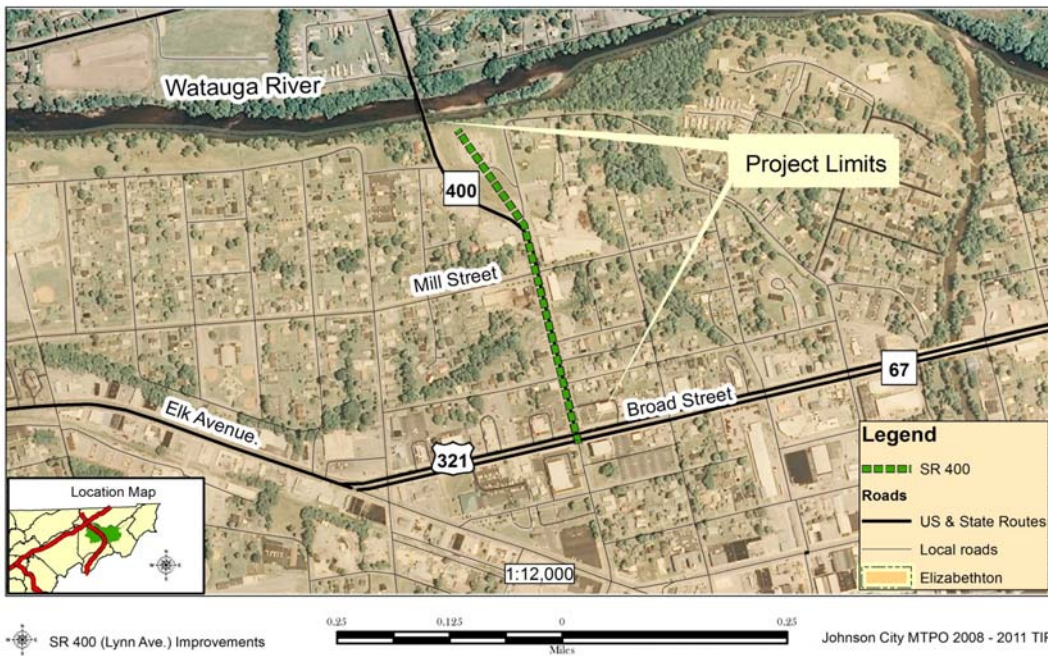 Watauga River
Project Limits
400
Mill Street
67
Broad Street
Elk Avenue.
321
Legend
SR 400
Roads
US & State Routes
Local roads
Elizabethton
Location Map
1:12,000
SR 400 (Lynn Ave.) Improvements
0.25 0.125 0 0.25
Miles
Johnson City MTPO 2008 - 2011 TIP